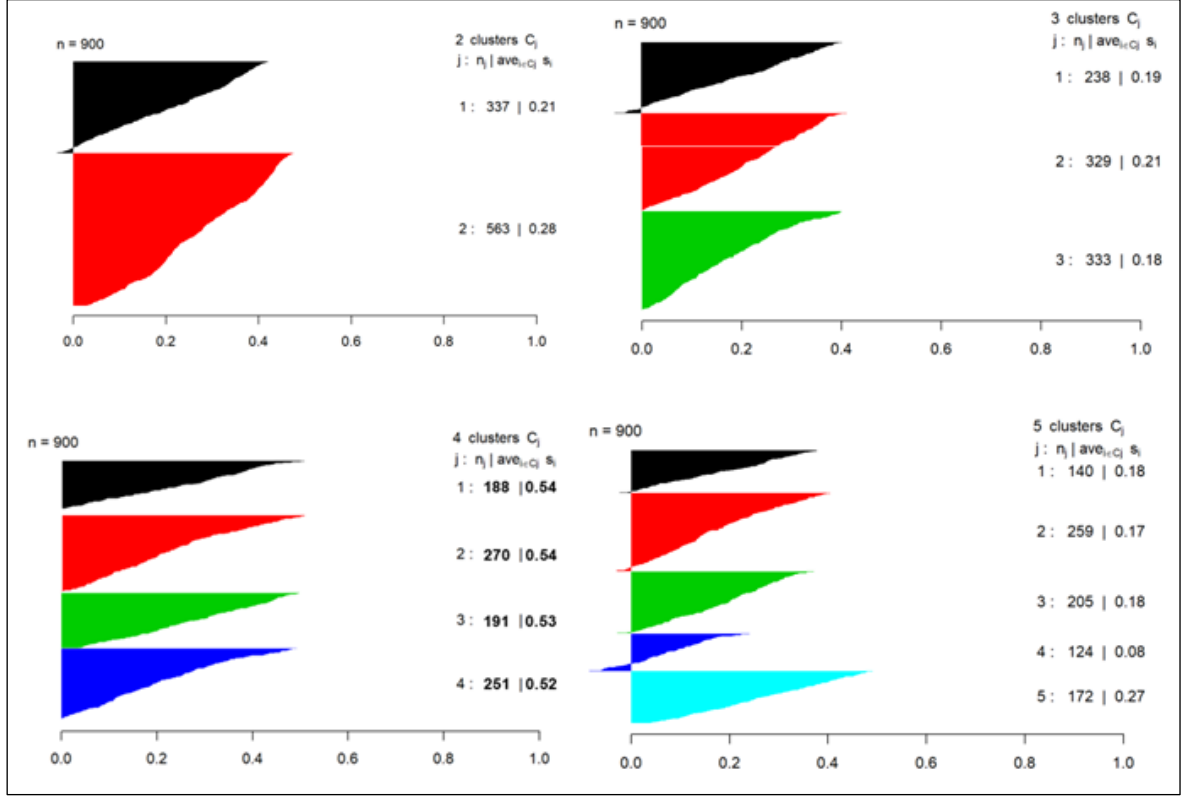 n = 900
2 clusters Cj
j : nj | avei∈Cj si
1 : 337 | 0.21
2 : 563 | 0.28
0.0 0.2 0.4 0.6 0.8 1.0
n = 900
3 clusters Cj
j : nj | avei∈Cj si
1 : 238 | 0.19
2 : 329 | 0.21
3 : 333 | 0.18
0.0 0.2 0.4 0.6 0.8 1.0
n = 900
4 clusters Cj
j : nj | avei∈Cj si
1 : 188 |0.54
2 : 270 |0.54
3 : 191 |0.53
4 : 251 |0.52
0.0 0.2 0.4 0.6 0.8 1.0
n = 900
5 clusters Cj
j : nj | avei∈Cj si
1 : 140 | 0.18
2 : 259 | 0.17
3 : 205 | 0.18
4 : 124 | 0.08
5 : 172 | 0.27
0.0 0.2 0.4 0.6 0.8 1.0